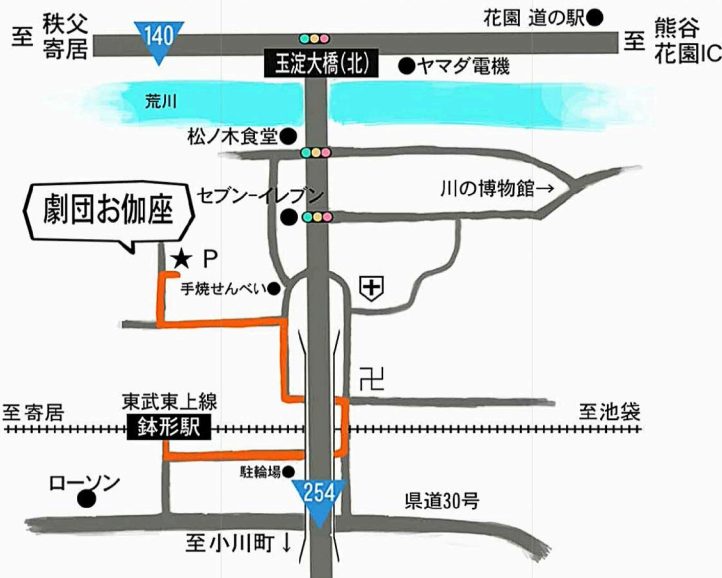 花園 道の駅
至 秩父
寄居
140
至 熊谷
花園IC
玉淀大橋(北)
ヤマダ電機
荒川
松ノ木食堂
川の博物館→
セブン-イレブン
劇団お伽座
★ P
手焼せんべい
卍
東武東上線
鉢形駅
至寄居
至池袋
駐輪場
ローソン
254
県道30号
至小川町↓